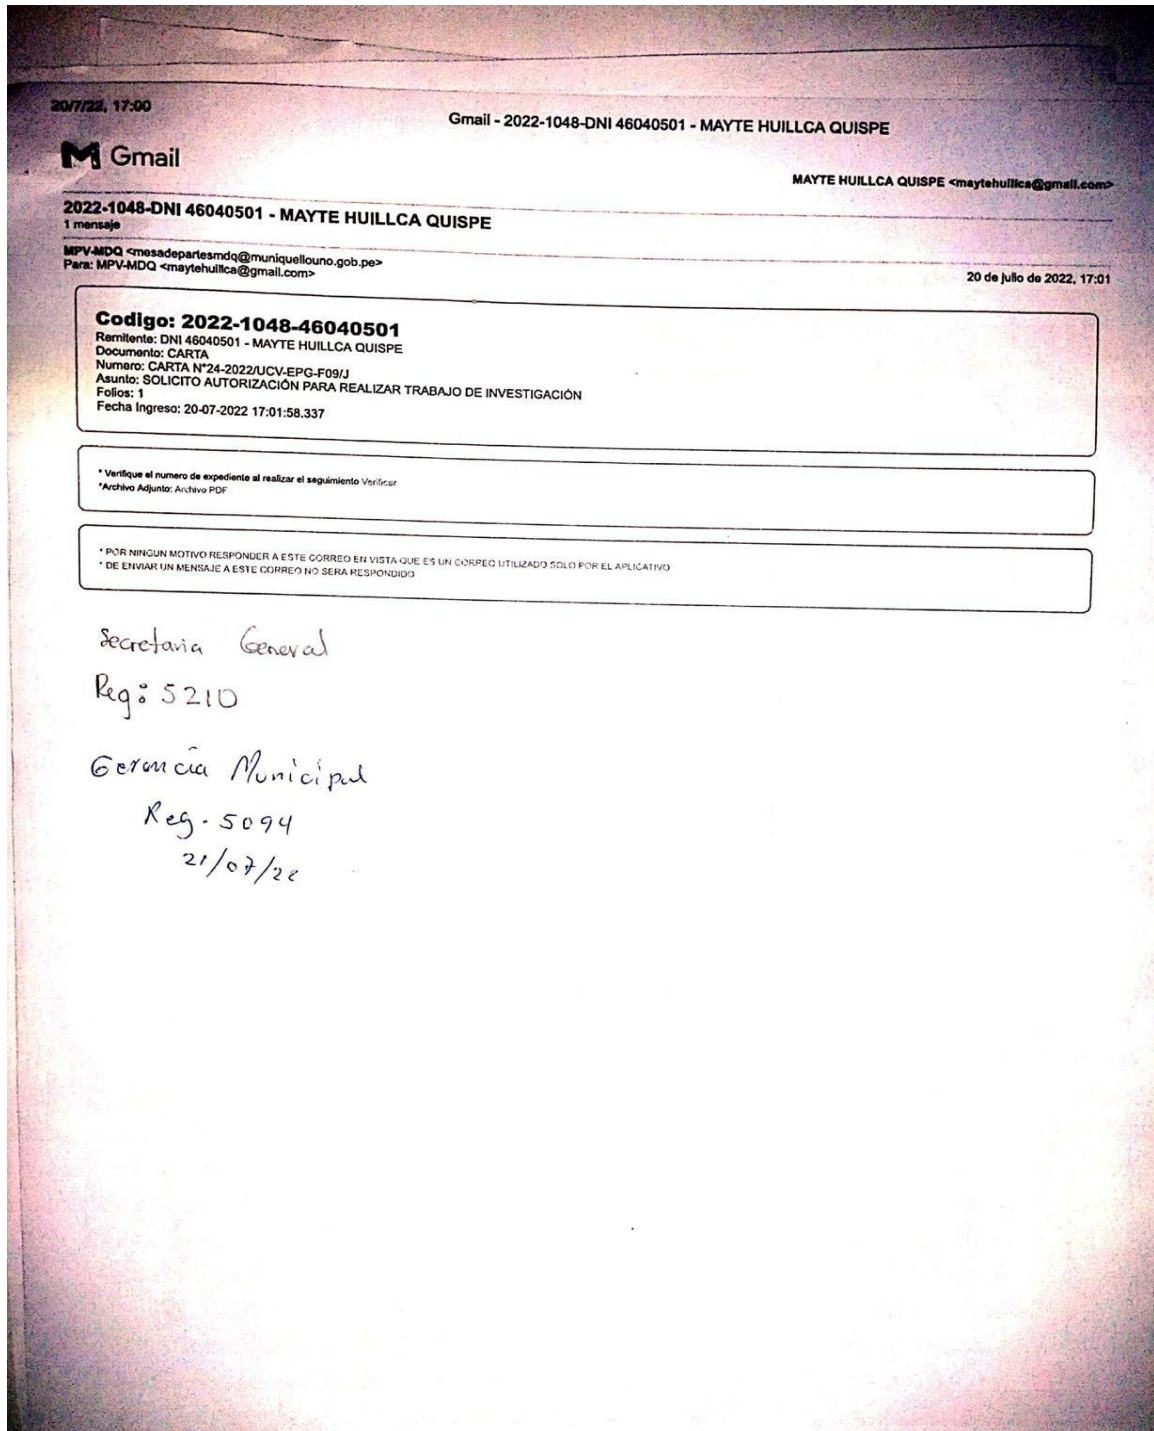 20/7/22, 17:00
Gmail - 2022-1048-DNI 46040501 - MAYTE HUILLCA QUISPE
Gmail
MAYTE HUILLCA QUISPE <maytehuillca@gmail.com>
2022-1048-DNI 46040501 - MAYTE HUILLCA QUISPE
1 mensaje
MPV-MDQ <mesadepartesmdq@muniquellouno.gob.pe>
Para: MPV-MDQ <maytehuillca@gmail.com>
20 de julio de 2022, 17:01
Codigo: 2022-1048-46040501
Remitente: DNI 46040501 - MAYTE HUILLCA QUISPE
Documento: CARTA
Numero: CARTA N°24-2022/UCV-EPG-F09/J
Asunto: SOLICITO AUTORIZACIÓN PARA REALIZAR TRABAJO DE INVESTIGACIÓN
Folios: 1
Fecha Ingreso: 20-07-2022 17:01:58.337
* Verifique el numero de expediente al realizar el seguimiento Verificar
*Archivo Adjunto: Archivo PDF
* POR NINGUN MOTIVO RESPONDER A ESTE CORREO EN VISTA QUE ES UN CORREO UTILIZADO SOLO POR EL APLICATIVO
* DE ENVIAR UN MENSAJE A ESTE CORREO NO SERA RESPONDIDO
Secretaria General
Reg: 5210
Gerencia Municipal
Reg. 5094
21/07/22